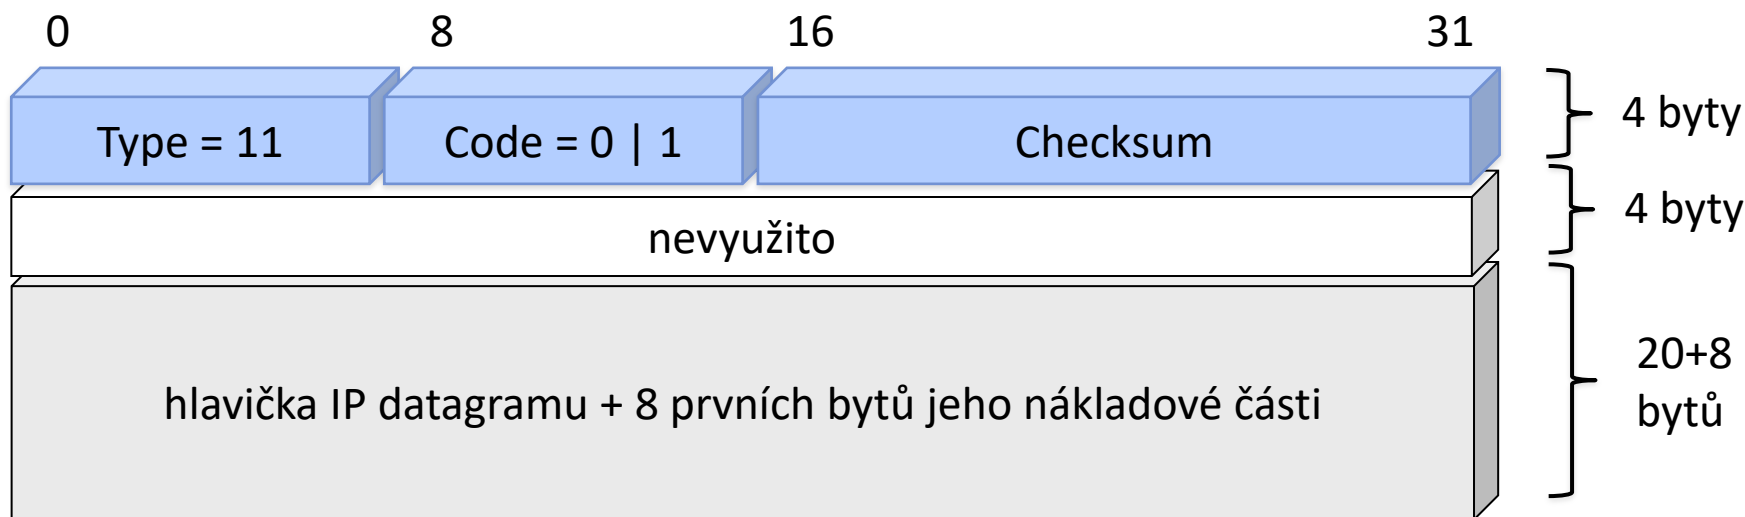 0 8 16 31
Type = 11 Code = 0 | 1 Checksum 4 byty
nevyužito 4 byty
hlavička IP datagramu + 8 prvních bytů jeho nákladové části
20+8
bytů